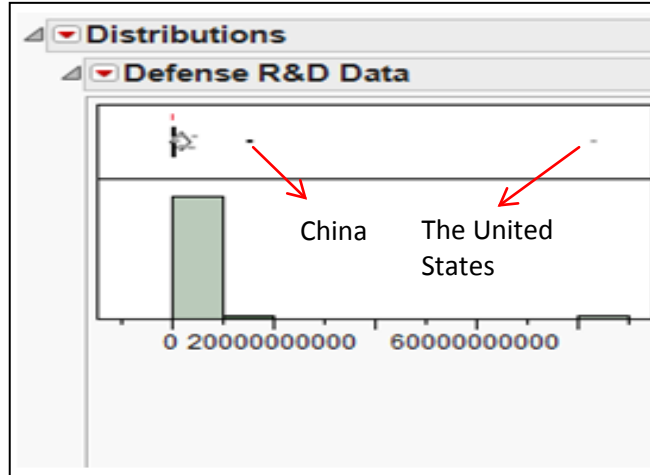 Distributions
Defense R&D Data
China
The United
States
0 20000000000 60000000000